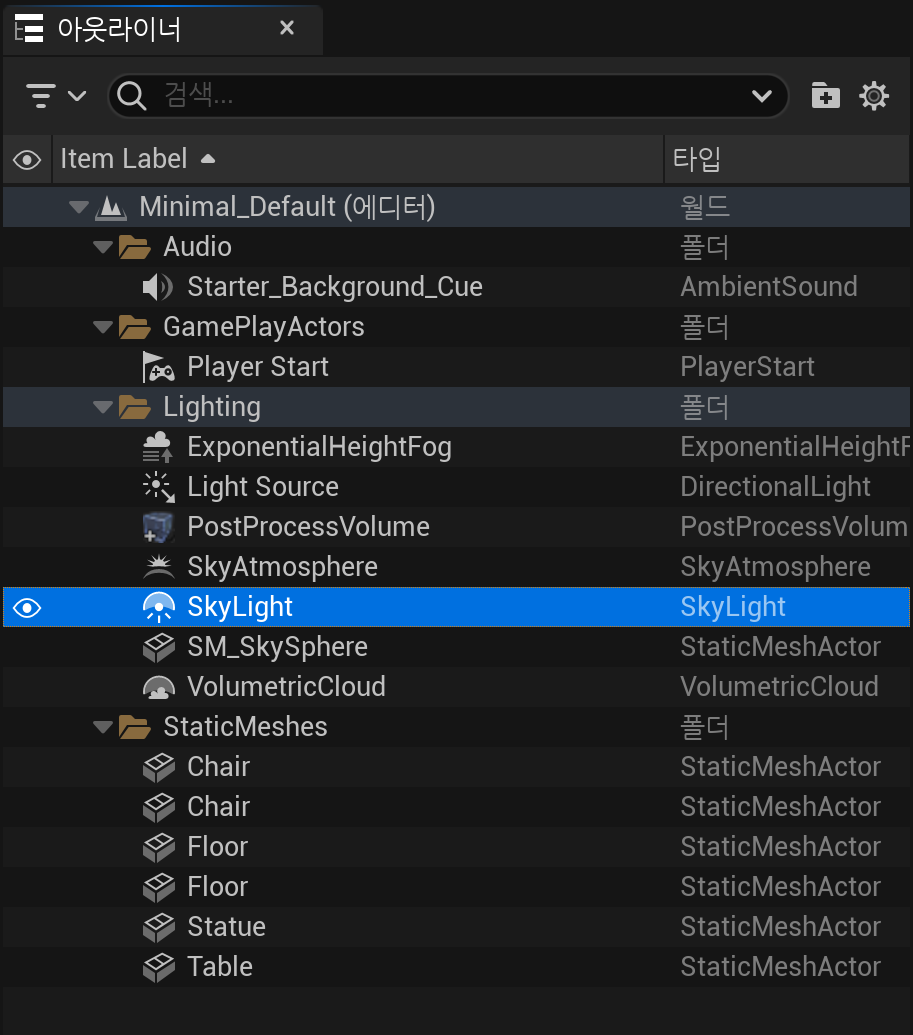 아웃라이너
검색...
Item Label 타입
Minimal_Default (에디터) 월드
Audio 폴더
Starter_Background_Cue AmbientSound
GamePlayActors 폴더
Player Start PlayerStart
Lighting 폴더
ExponentialHeightFog ExponentialHeightF
Light Source DirectionalLight
PostProcessVolume PostProcessVolum
SkyAtmosphere SkyAtmosphere
SkyLight SkyLight
SM_SkySphere StaticMeshActor
VolumetricCloud VolumetricCloud
StaticMeshes 폴더
Chair StaticMeshActor
Chair StaticMeshActor
Floor StaticMeshActor
Floor StaticMeshActor
Statue StaticMeshActor
Table StaticMeshActor